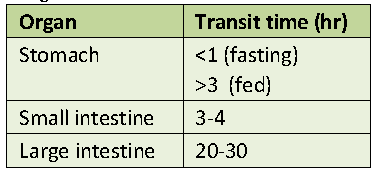 Organ Transit time (hr)
Stomach <1 (fasting)
>3 (fed)
Small intestine 3-4
Large intestine 20-30